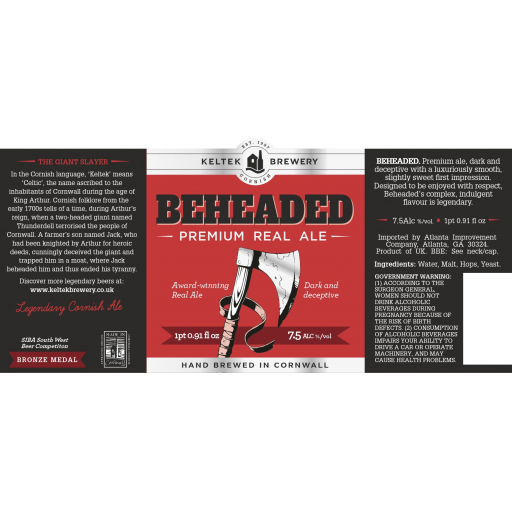 THE GIANT SLAYER
In the Cornish language, 'Keltek' means
'Celtic', the name ascribed to the
inhabitants of Cornwall during the age of
King Arthur. Cornish folklore from the
early 1700s tells of a time, during Arthur's
reign, when a two-headed giant named
Thunderdell terrorised the people of
Cornwall. A farmer's son named Jack, who
had been knighted by Arthur for heroic
deeds, cunningly deceived the giant and
trapped him in a moat, where Jack
beheaded him and thus ended his tyranny.
Discover more legendary beers at:
www.keltekbrewery.co.uk
Legendary Cornish Ale
SIBA South West
Beer Competition
BRONZE MEDAL
MADE IN
EST. 1997
KELTEK BREWERY
CORNISH
BEHEADED
PREMIUM REAL ALE
Award-winning
Real Ale
Dark and
deceptive
1pt 0.91 fl oz
7.5 ALC %/vol
HAND BREWED IN CORNWALL
BEHEADED. Premium ale, dark and
deceptive with a luxuriously smooth,
slightly sweet first impression.
Designed to be enjoyed with respect,
Beheaded's complex, indulgent
flavour is legendary.
7.5Alc %/vol 1pt 0.91 fl oz
Imported by Atlanta Improvement
Company, Atlanta, GA 30324.
Product of UK. BBE: See neck/cap.
Ingredients: Water, Malt, Hops, Yeast.
GOVERNMENT WARNING:
(1) ACCORDING TO THE
SURGEON GENERAL,
WOMEN SHOULD NOT
DRINK ALCOHOLIC
BEVERAGES DURING
PREGNANCY BECAUSE OF
THE RISK OF BIRTH
DEFECTS. (2) CONSUMPTION
OF ALCOHOLIC BEVERAGES
IMPAIRS YOUR ABILITY TO
DRIVE A CAR OR OPERATE
MACHINERY, AND MAY
CAUSE HEALTH PROBLEMS.